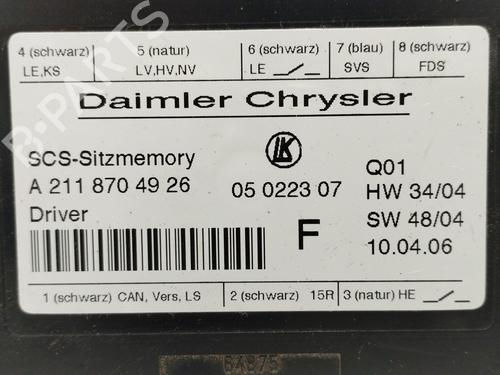 4 (schwarz) 5 (natur) 6 (schwarz) 7 (blau) 8 (schwarz)
LE,KS LV,HV,NV LE SVS FDS
Daimler Chrysler
SCS-Sitzmemory LK Q01
A 211 870 49 26 05 0223 07 HW 34/04
Driver F SW 48/04
10.04.06
1 (schwarz) CAN, Vers, LS 2 (schwarz) 15R 3 (natur) HE
B-PARTS